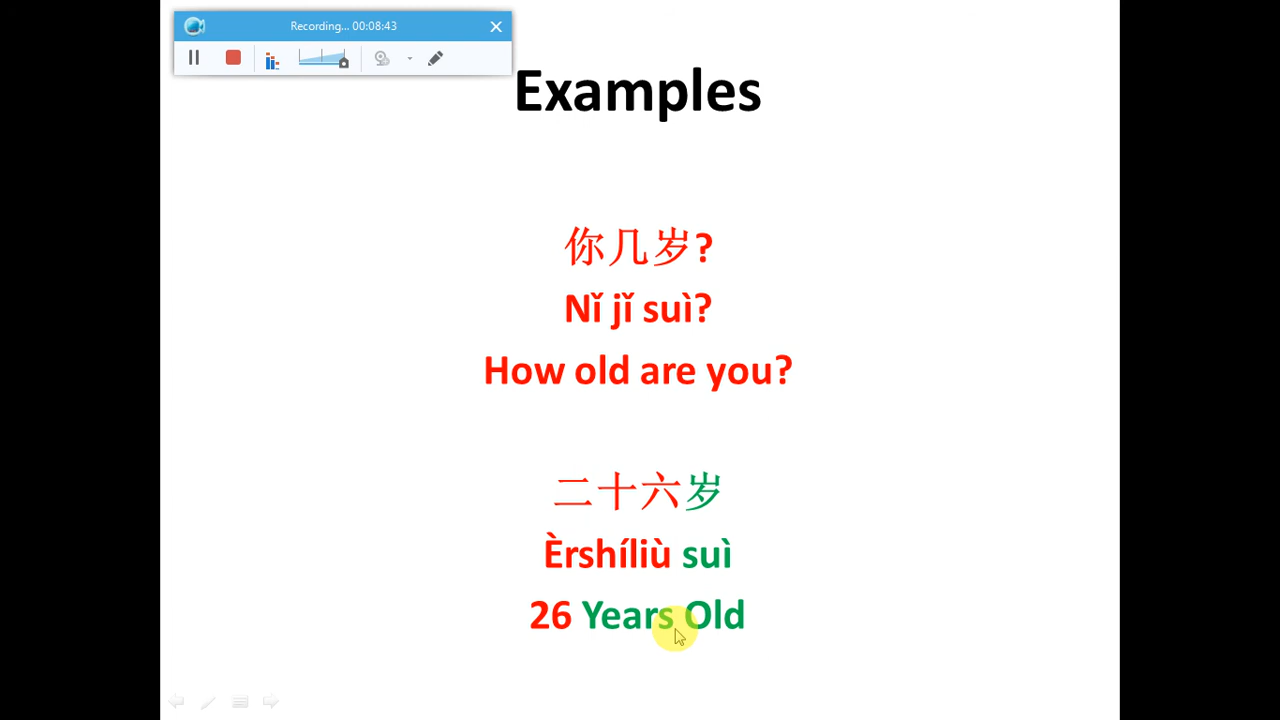 Recording... 00:08:43
Examples
你几岁?
Nǐ jǐ suì?
How old are you?
二十六岁
Èrshíliù suì
26 Years Old